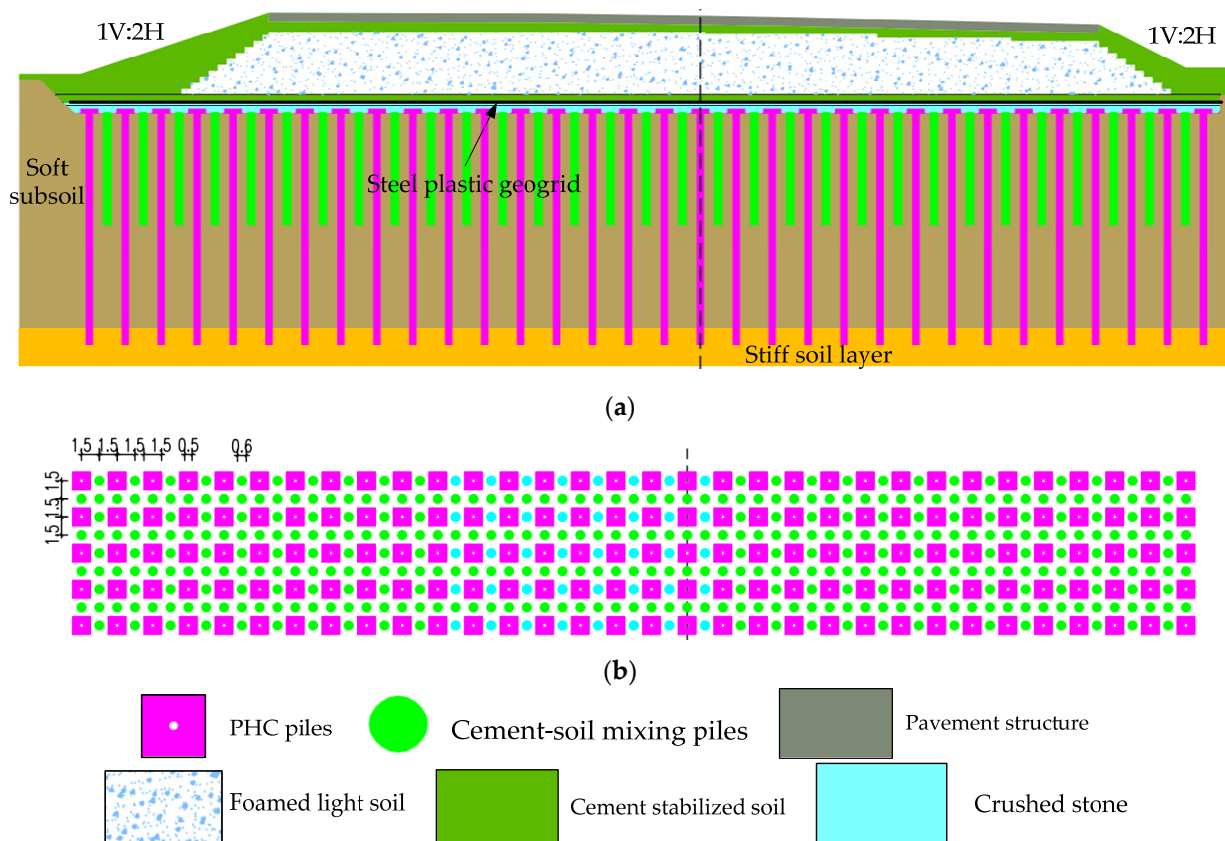 1V:2H
1V:2H
Soft
subsoil
Steel plastic geogrid
Stiff soil layer
(a)
1.5 1.5 1.5 1.5 0.5 0.6
1.5 1.5 1.5
(b)
PHC piles
Cement-soil mixing piles
Pavement structure
Foamed light soil
Cement stabilized soil
Crushed stone